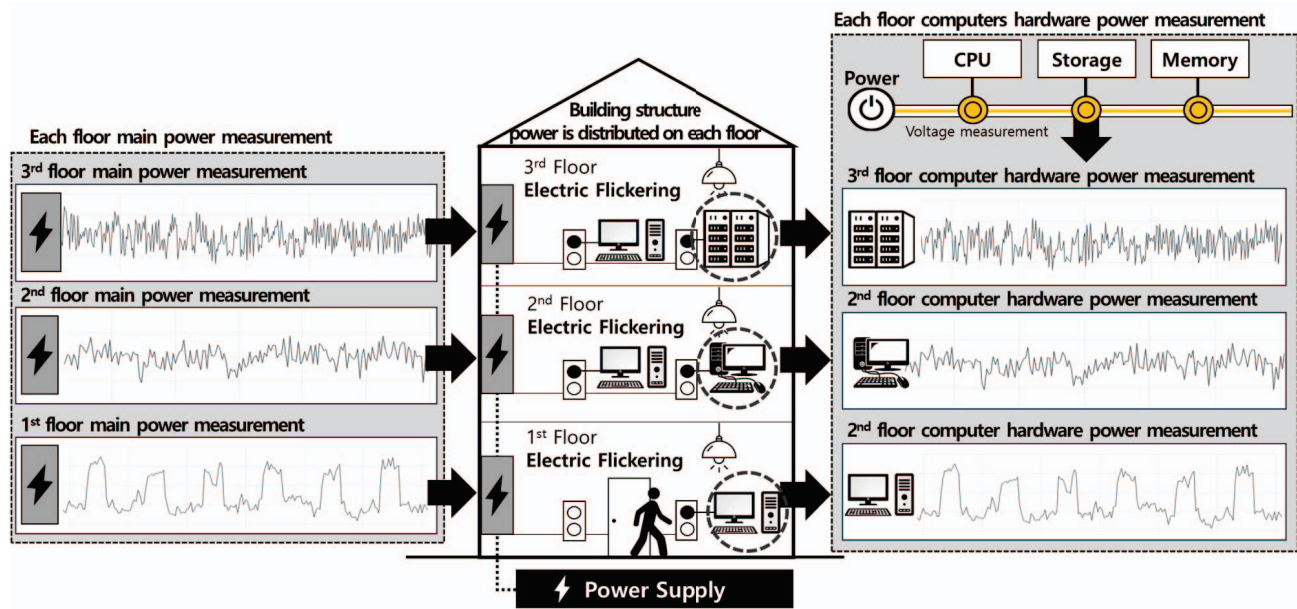 Each floor main power measurement
3rd floor main power measurement
2nd floor main power measurement
1st floor main power measurement
Building structure
power is distributed on each floor
3rd Floor
Electric Flickering
2nd Floor
Electric Flickering
1st Floor
Electric Flickering
Power Supply
Each floor computers hardware power measurement
CPU
Storage
Memory
Power
Voltage measurement
3rd floor computer hardware power measurement
2nd floor computer hardware power measurement
2nd floor computer hardware power measurement